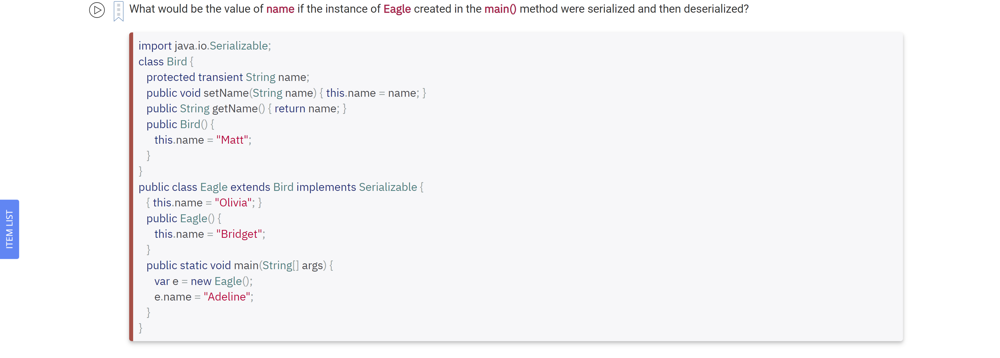 What would be the value of name if the instance of Eagle created in the main() method were serialized and then deserialized?
import java.io.Serializable;
class Bird {
protected transient String name;
public void setName(String name) { this.name = name; }
public String getName() { return name; }
public Bird() {
this.name = "Matt";
}
}
public class Eagle extends Bird implements Serializable {
{ this.name = "Olivia"; }
public Eagle() {
this.name = "Bridget";
}
public static void main(String[] args) {
var e = new Eagle();
e.name = "Adeline";
}
}
ITEM LIST